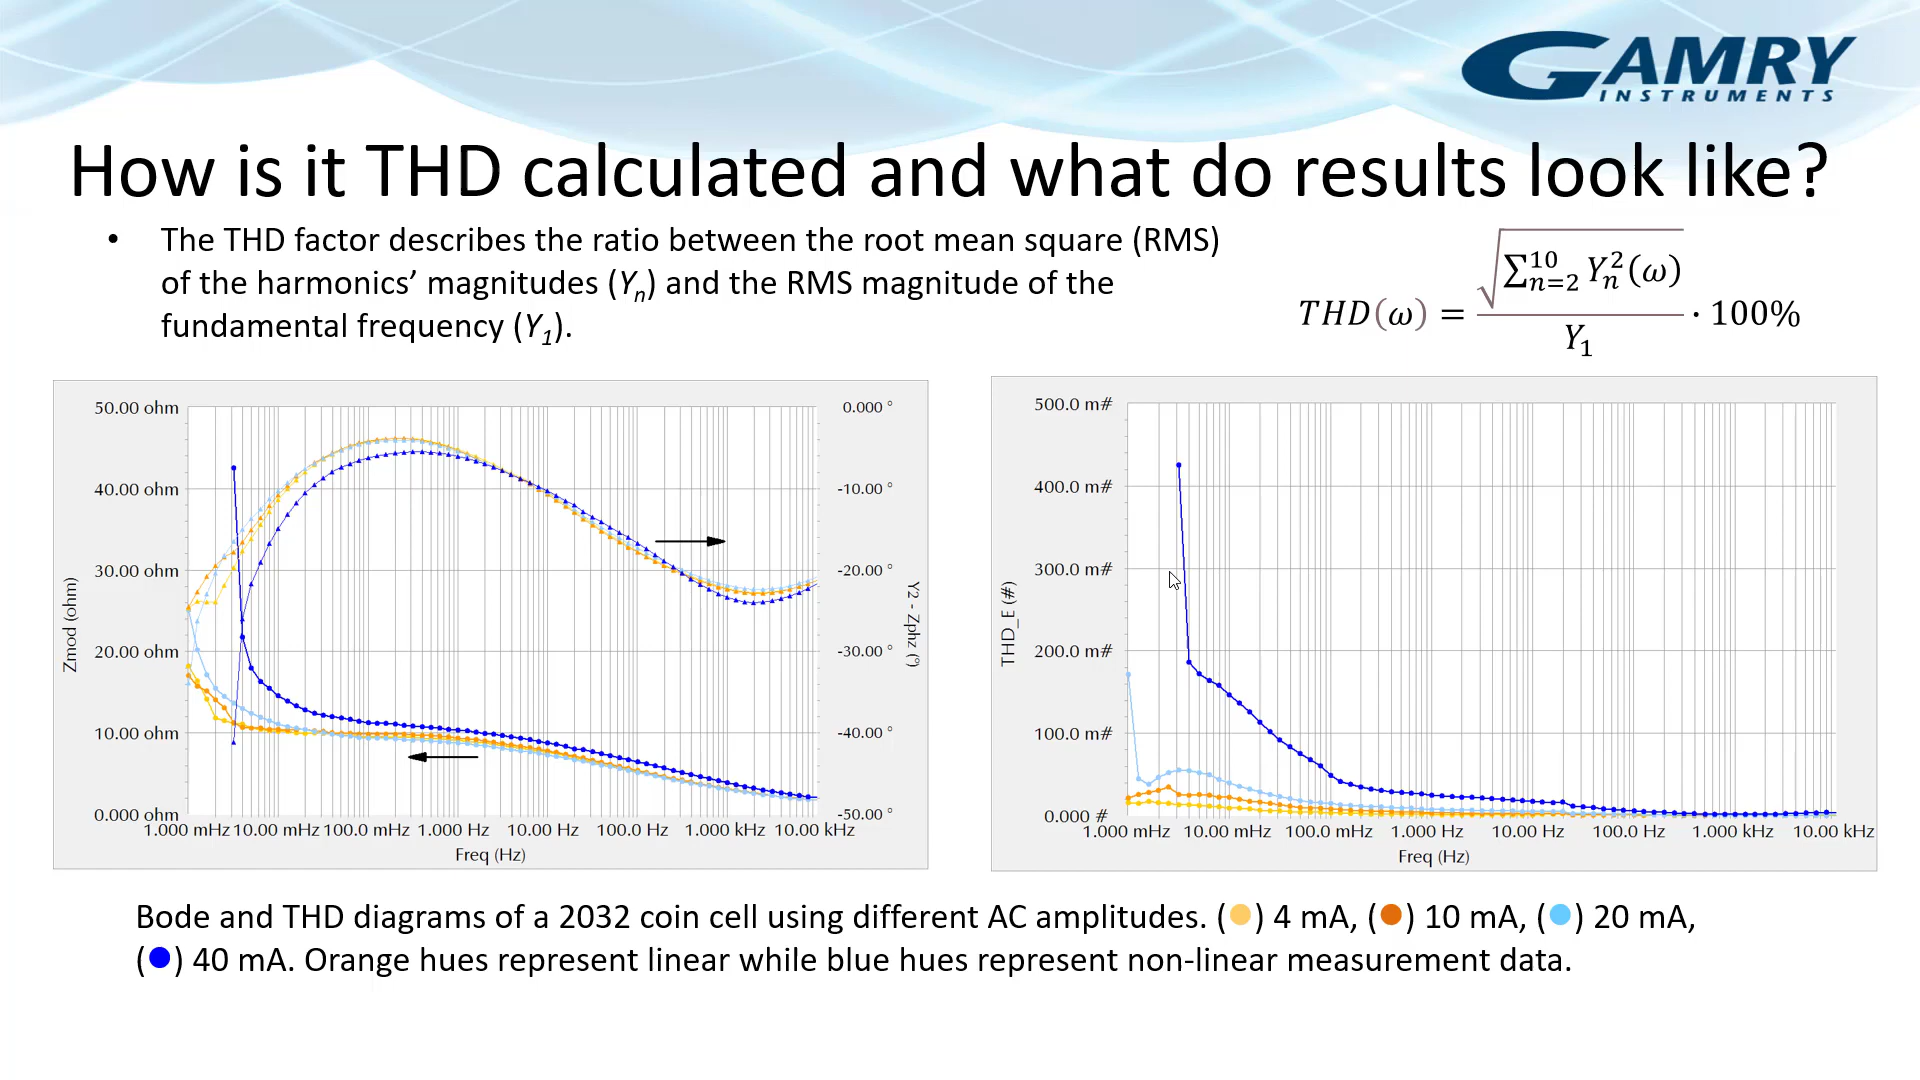 GAMRY
INSTRUMENTS
How is it THD calculated and what do results look like?
• The THD factor describes the ratio between the root mean square (RMS)
of the harmonics’ magnitudes (Yn) and the RMS magnitude of the
fundamental frequency (Y1).
THD(ω) = √(∑n=2^10 Yn^2(ω)) / Y1 · 100%
50.00 ohm
40.00 ohm
30.00 ohm
20.00 ohm
10.00 ohm
0.000 ohm
Zmod (ohm)
0.000 °
-10.00 °
-20.00 °
-30.00 °
-40.00 °
-50.00 °
Y2 - Zphz (°)
1.000 mHz 10.00 mHz 100.0 mHz 1.000 Hz 10.00 Hz 100.0 Hz 1.000 kHz 10.00 kHz
Freq (Hz)
500.0 m#
400.0 m#
300.0 m#
200.0 m#
100.0 m#
0.000 #
THD_E (#)
1.000 mHz 10.00 mHz 100.0 mHz 1.000 Hz 10.00 Hz 100.0 Hz 1.000 kHz 10.00 kHz
Freq (Hz)
Bode and THD diagrams of a 2032 coin cell using different AC amplitudes. (●) 4 mA, (●) 10 mA, (●) 20 mA,
(●) 40 mA. Orange hues represent linear while blue hues represent non-linear measurement data.